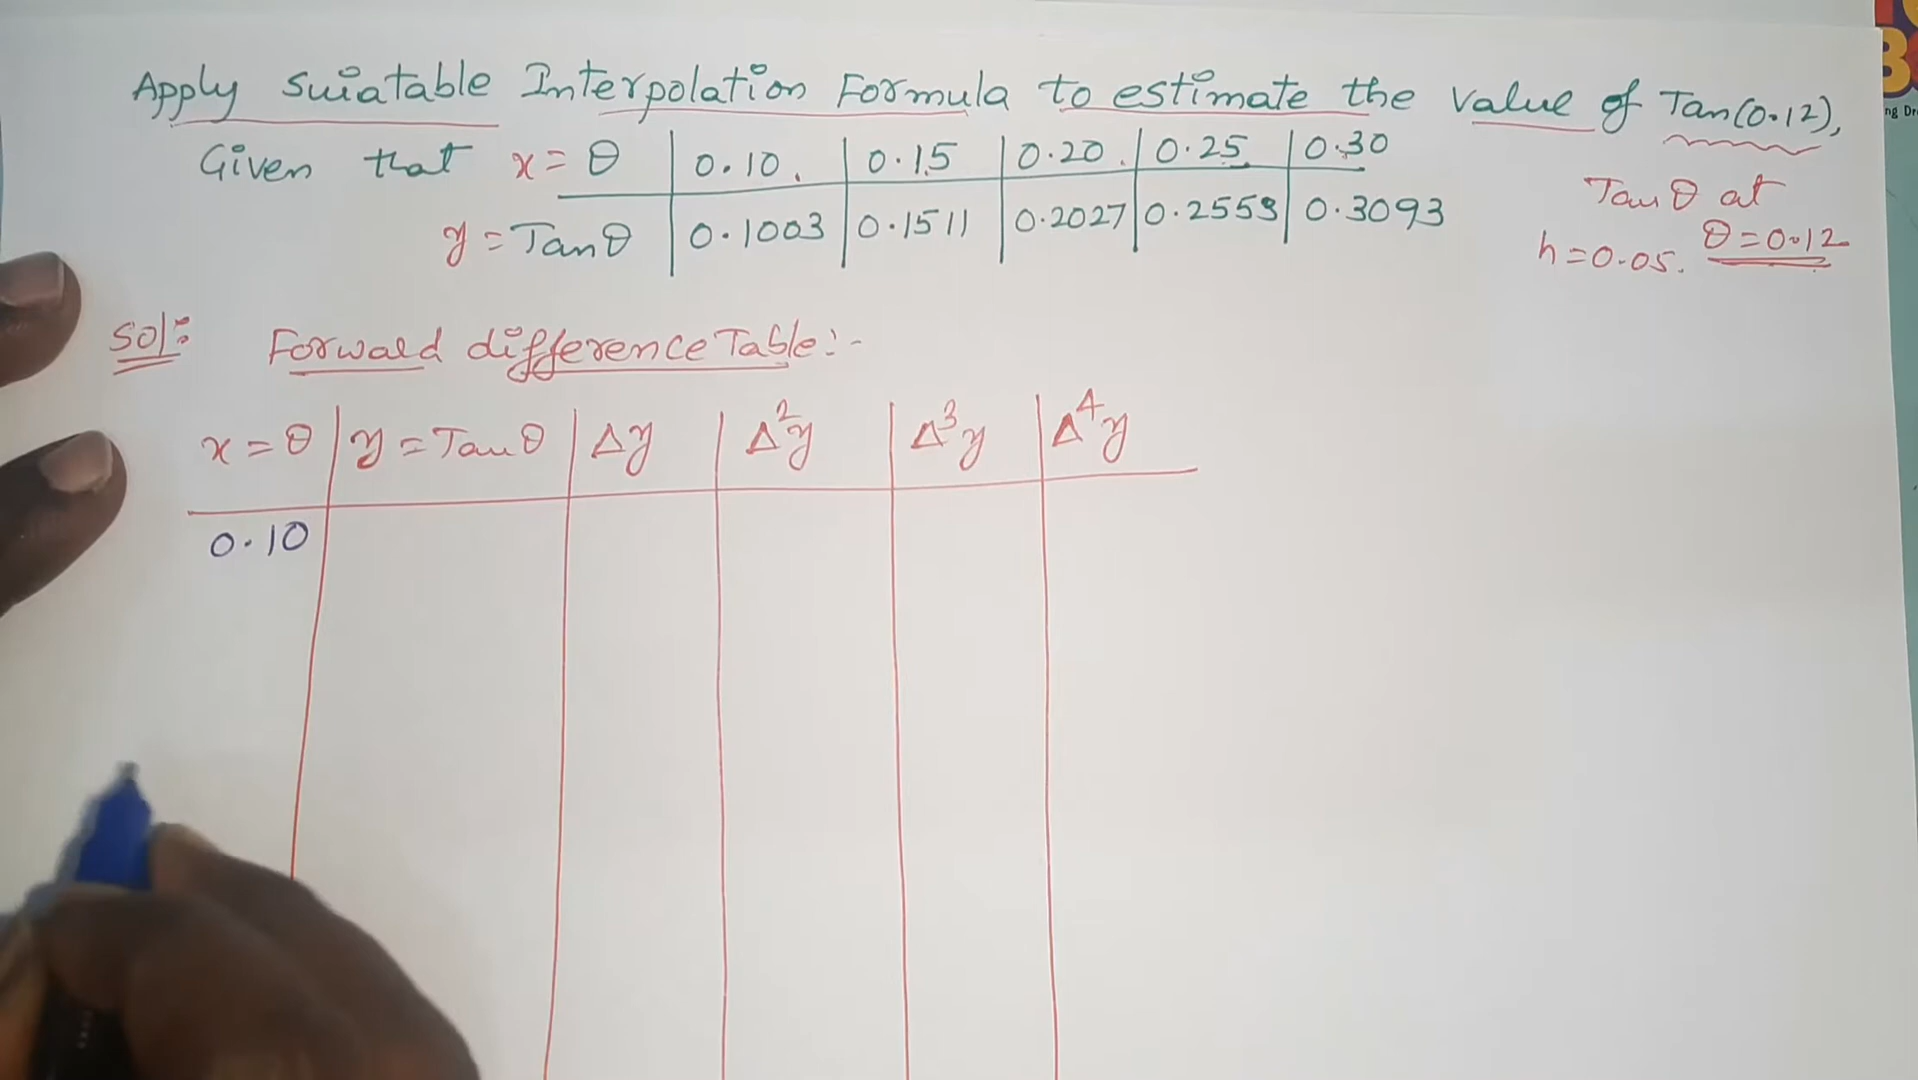 Apply Suiatable Interpolation Formula to estimate the value of Tan(0.12),
Given that x = θ | 0.10 | 0.15 | 0.20 | 0.25 | 0.30
y = Tanθ | 0.1003 | 0.1511 | 0.2027 | 0.2553 | 0.3093
Tan θ at
h = 0.05. θ = 0.12
Sol: Forward difference Table:-
x = θ | y = Tan θ | Δy | Δ²y | Δ³y | Δ⁴y
0.10